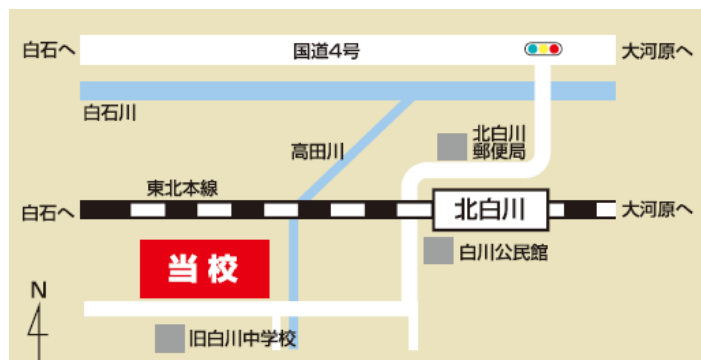 白石へ
国道4号
大河原へ
白石川
高田川
北白川
郵便局
東北本線
白石へ
北白川
大河原へ
当校
白川公民館
N
旧白川中学校